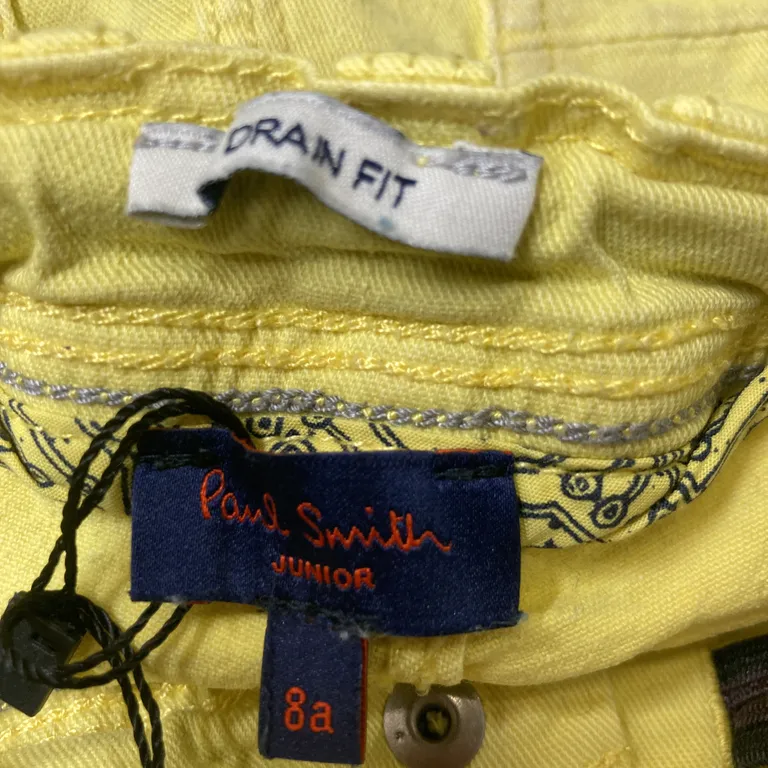 DRAIN FIT
Paul Smith
JUNIOR
8a